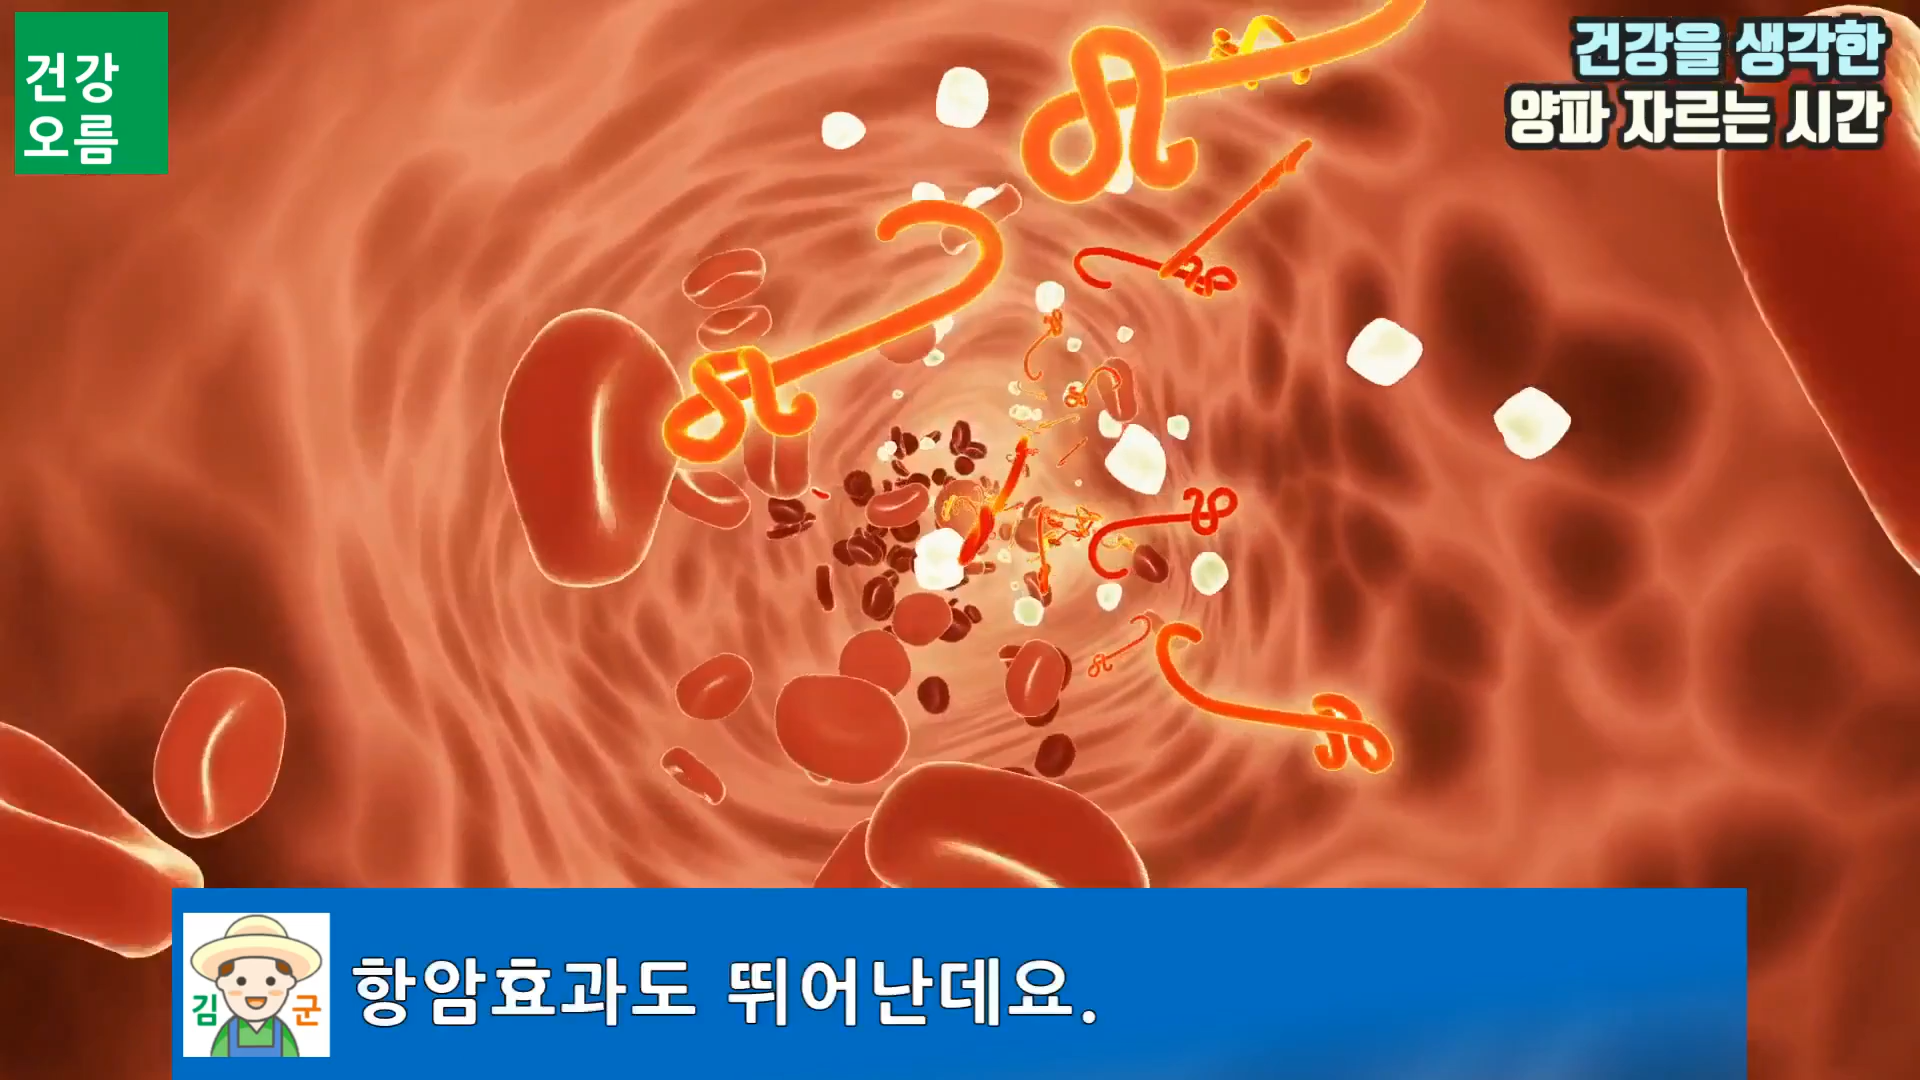 건강
오름
건강을 생각한
양파 자르는 시간
김 군
항암효과도 뛰어난데요.